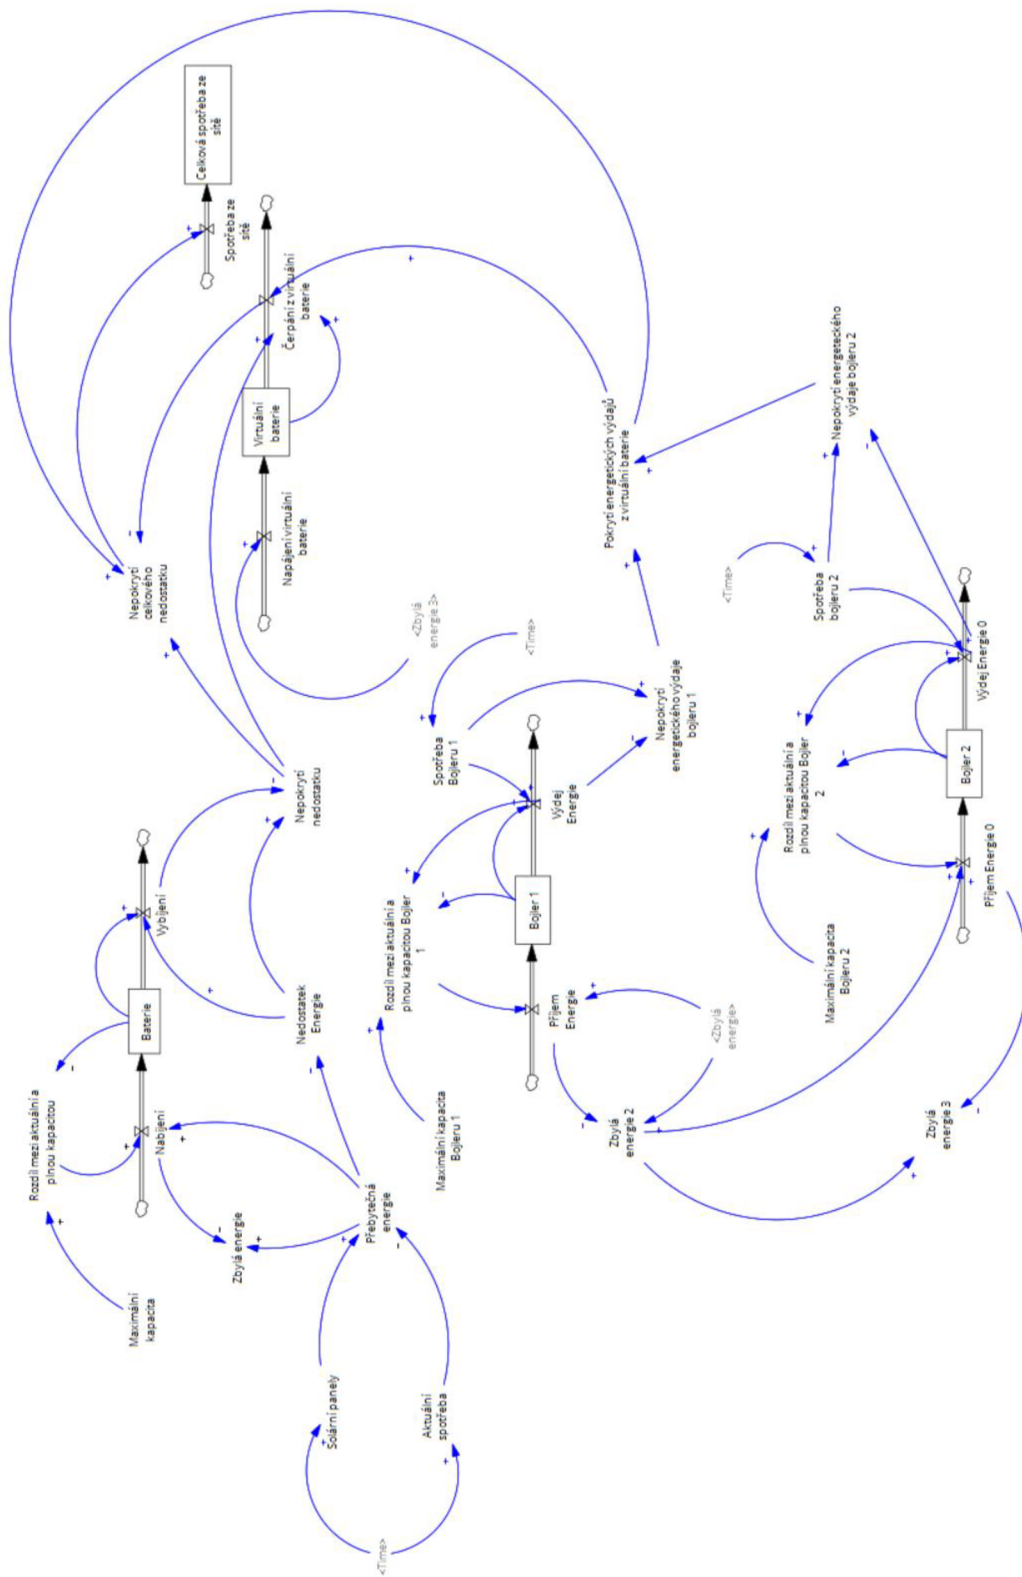 Maximální
kapacita
Rozdíl mezi aktuální a
plnou kapacitou
Nabíjení
Baterie
Vybíjení
Zbylá energie
Přebytečná
energie
Solární panely
Aktuální
spotřeba
<Time>
Nedostatek
Energie
Nepokrytí
nedostatku
Nepokrytí
celkového
nedostatku
Celková spotřeba ze
sítě
Spotřeba ze
sítě
Napájení virtuální
baterie
Virtuální
baterie
Čerpání z virtuální
baterie
<Zbylá
energie 3>
Maximální kapacita
Bojleru 1
Rozdíl mezi aktuální a
plnou kapacitou Bojler
1
Spotřeba
Bojleru 1
<Time>
Příjem
Energie
Bojler 1
Výdej
Energie
Nepokrytí
energetického výdaje
bojleru 1
Pokrytí energetických výdajů
z virtuální baterie
Zbylá
energie 2
<Zbylá
energie>
<Time>
Spotřeba
bojleru 2
Nepokrytí energeteckého
výdaje bojleru 2
Maximální kapacita
Bojleru 2
Rozdíl mezi aktuální a
plnou kapacitou Bojler
2
Zbylá
energie 3
Příjem Energie 0
Bojler 2
Výdej Energie 0